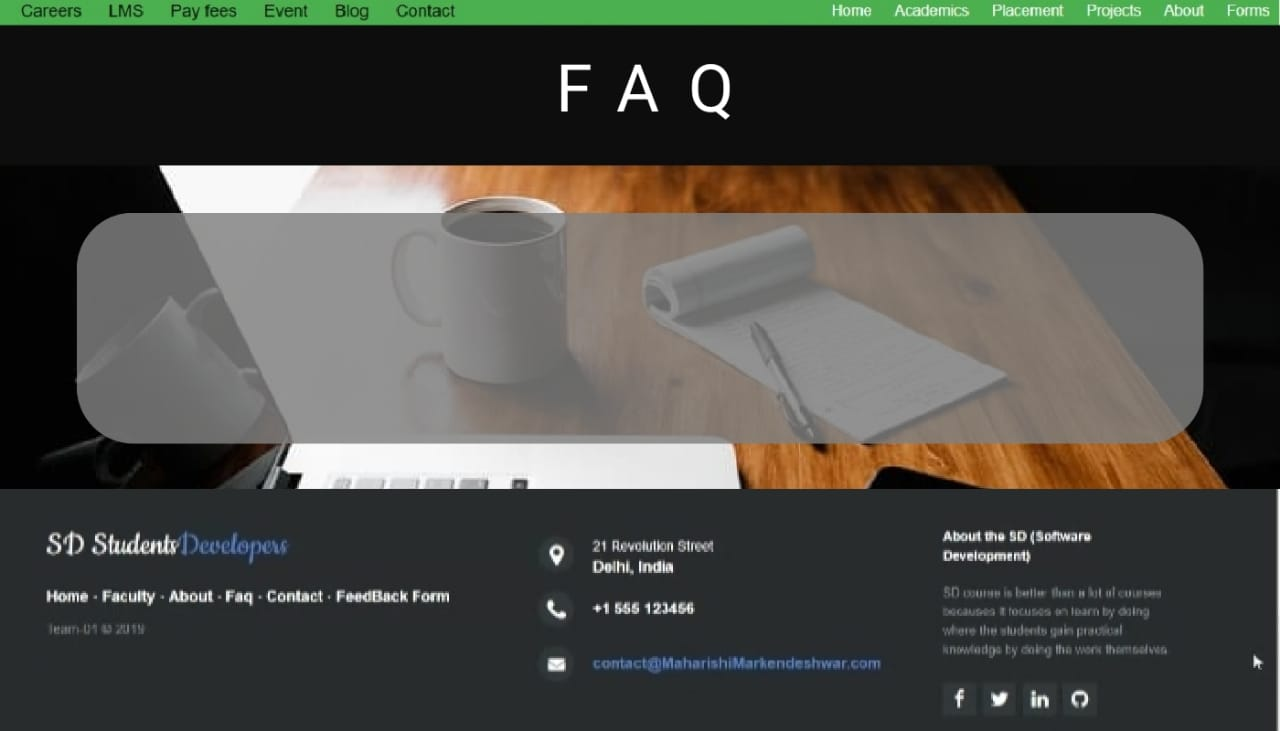 Careers LMS Pay fees Event Blog Contact Home Academics Placement Projects About Forms
FAQ
SD StudentsDevelopers
Home · Faculty · About · Faq · Contact · FeedBack Form
Team-01 © 2019
21 Revolution Street
Delhi, India
+1 555 123456
contact@MaharishiMarkendeshwar.com
About the SD (Software
Development)
SD course is better than a lot of courses
becauses it focuses on learn by doing
where the students gain practical
knowledge by doing the work themselves